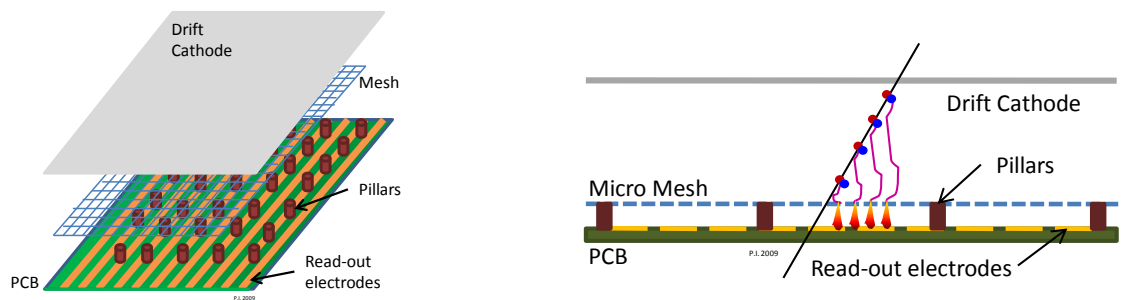 Drift
Cathode
Mesh
Pillars
Read-out
electrodes
PCB
P.I. 2009
Drift Cathode
Micro Mesh
Pillars
PCB
P.I. 2009
Read-out electrodes